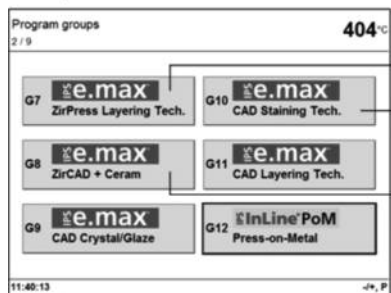 Program groups
2 / 9
404 °C
G7 IPS e.max
ZirPress Layering Tech.
G10 IPS e.max
CAD Staining Tech.
G8 IPS e.max
ZirCAD + Ceram
G11 IPS e.max
CAD Layering Tech.
G9 IPS e.max
CAD Crystal/Glaze
G12 IPS InLine PoM
Press-on-Metal
11:40:13
-/+, P